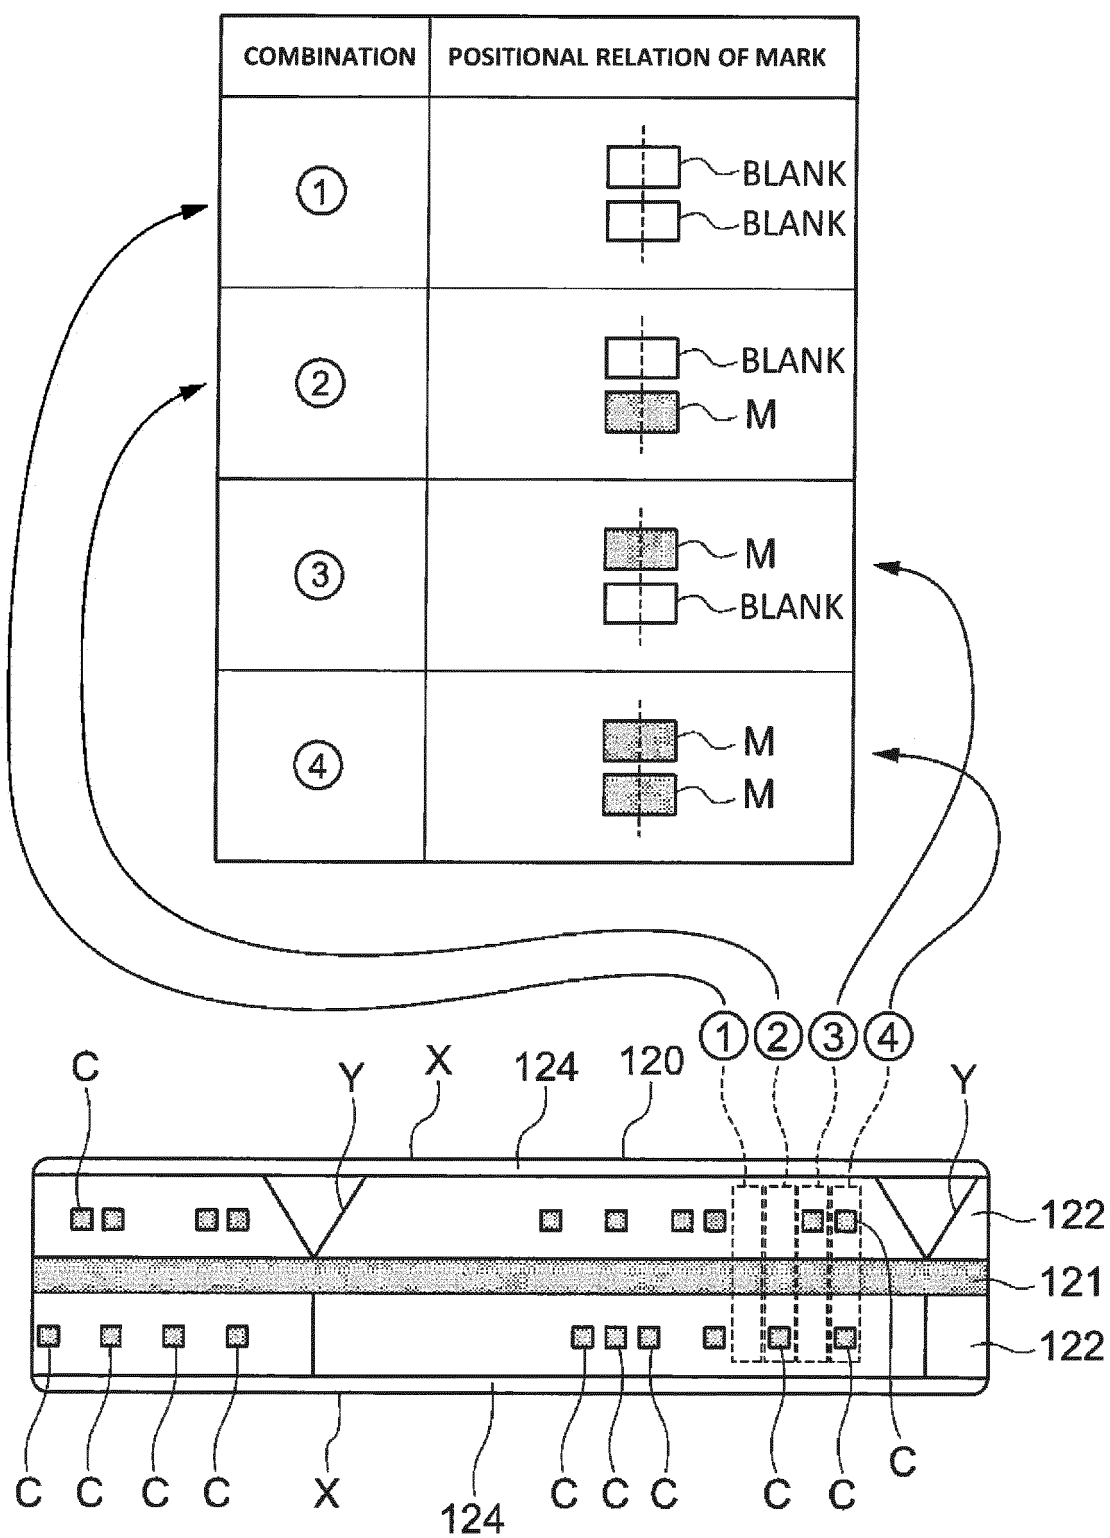 COMBINATION POSITIONAL RELATION OF MARK
① BLANK
BLANK
② BLANK
M
③ M
BLANK
④ M
M
① ② ③ ④
C Y X 124 120 Y
122
121
122
C
C C C C X 124 C C C C C